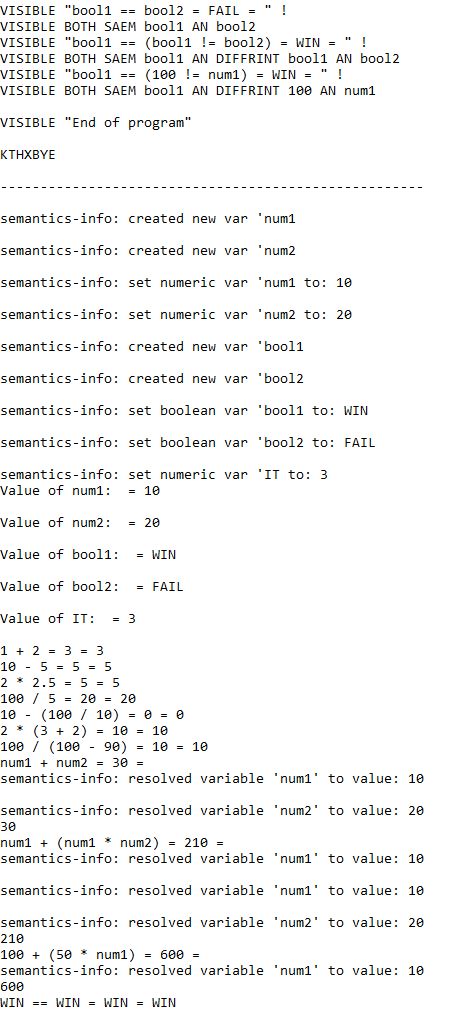 VISIBLE "bool1 == bool2 = FAIL = " !
VISIBLE BOTH SAEM bool1 AN bool2
VISIBLE "bool1 == (bool1 != bool2) = WIN = " !
VISIBLE BOTH SAEM bool1 AN DIFFRINT bool1 AN bool2
VISIBLE "bool1 == (100 != num1) = WIN = " !
VISIBLE BOTH SAEM bool1 AN DIFFRINT 100 AN num1
VISIBLE "End of program"
KTHXBYE
-----------------------------------------------------
semantics-info: created new var 'num1
semantics-info: created new var 'num2
semantics-info: set numeric var 'num1 to: 10
semantics-info: set numeric var 'num2 to: 20
semantics-info: created new var 'bool1
semantics-info: created new var 'bool2
semantics-info: set boolean var 'bool1 to: WIN
semantics-info: set boolean var 'bool2 to: FAIL
semantics-info: set numeric var 'IT to: 3
Value of num1:  = 10
Value of num2:  = 20
Value of bool1:  = WIN
Value of bool2:  = FAIL
Value of IT:  = 3
1 + 2 = 3 = 3
10 - 5 = 5 = 5
2 * 2.5 = 5 = 5
100 / 5 = 20 = 20
10 - (100 / 10) = 0 = 0
2 * (3 + 2) = 10 = 10
100 / (100 - 90) = 10 = 10
num1 + num2 = 30 =
semantics-info: resolved variable 'num1' to value: 10
semantics-info: resolved variable 'num2' to value: 20
30
num1 + (num1 * num2) = 210 =
semantics-info: resolved variable 'num1' to value: 10
semantics-info: resolved variable 'num1' to value: 10
semantics-info: resolved variable 'num2' to value: 20
210
100 + (50 * num1) = 600 =
semantics-info: resolved variable 'num1' to value: 10
600
WIN == WIN = WIN = WIN